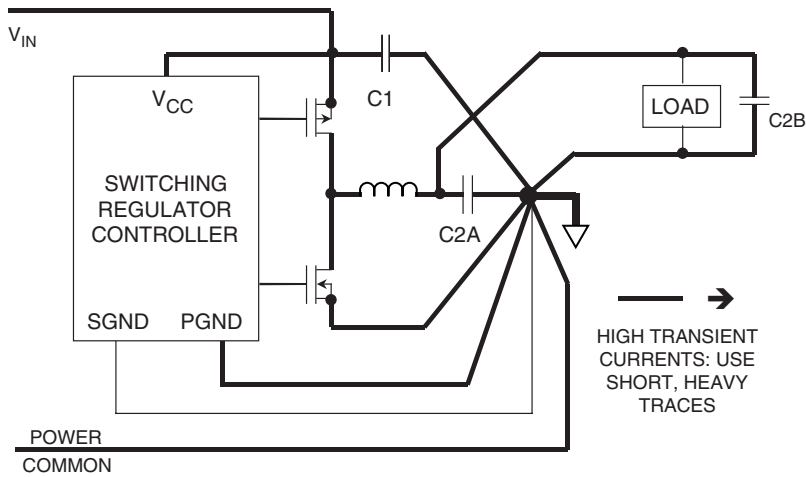 VIN
VCC
C1
LOAD
C2B
SWITCHING
REGULATOR
CONTROLLER
C2A
SGND PGND
HIGH TRANSIENT
CURRENTS: USE
SHORT, HEAVY
TRACES
POWER
COMMON